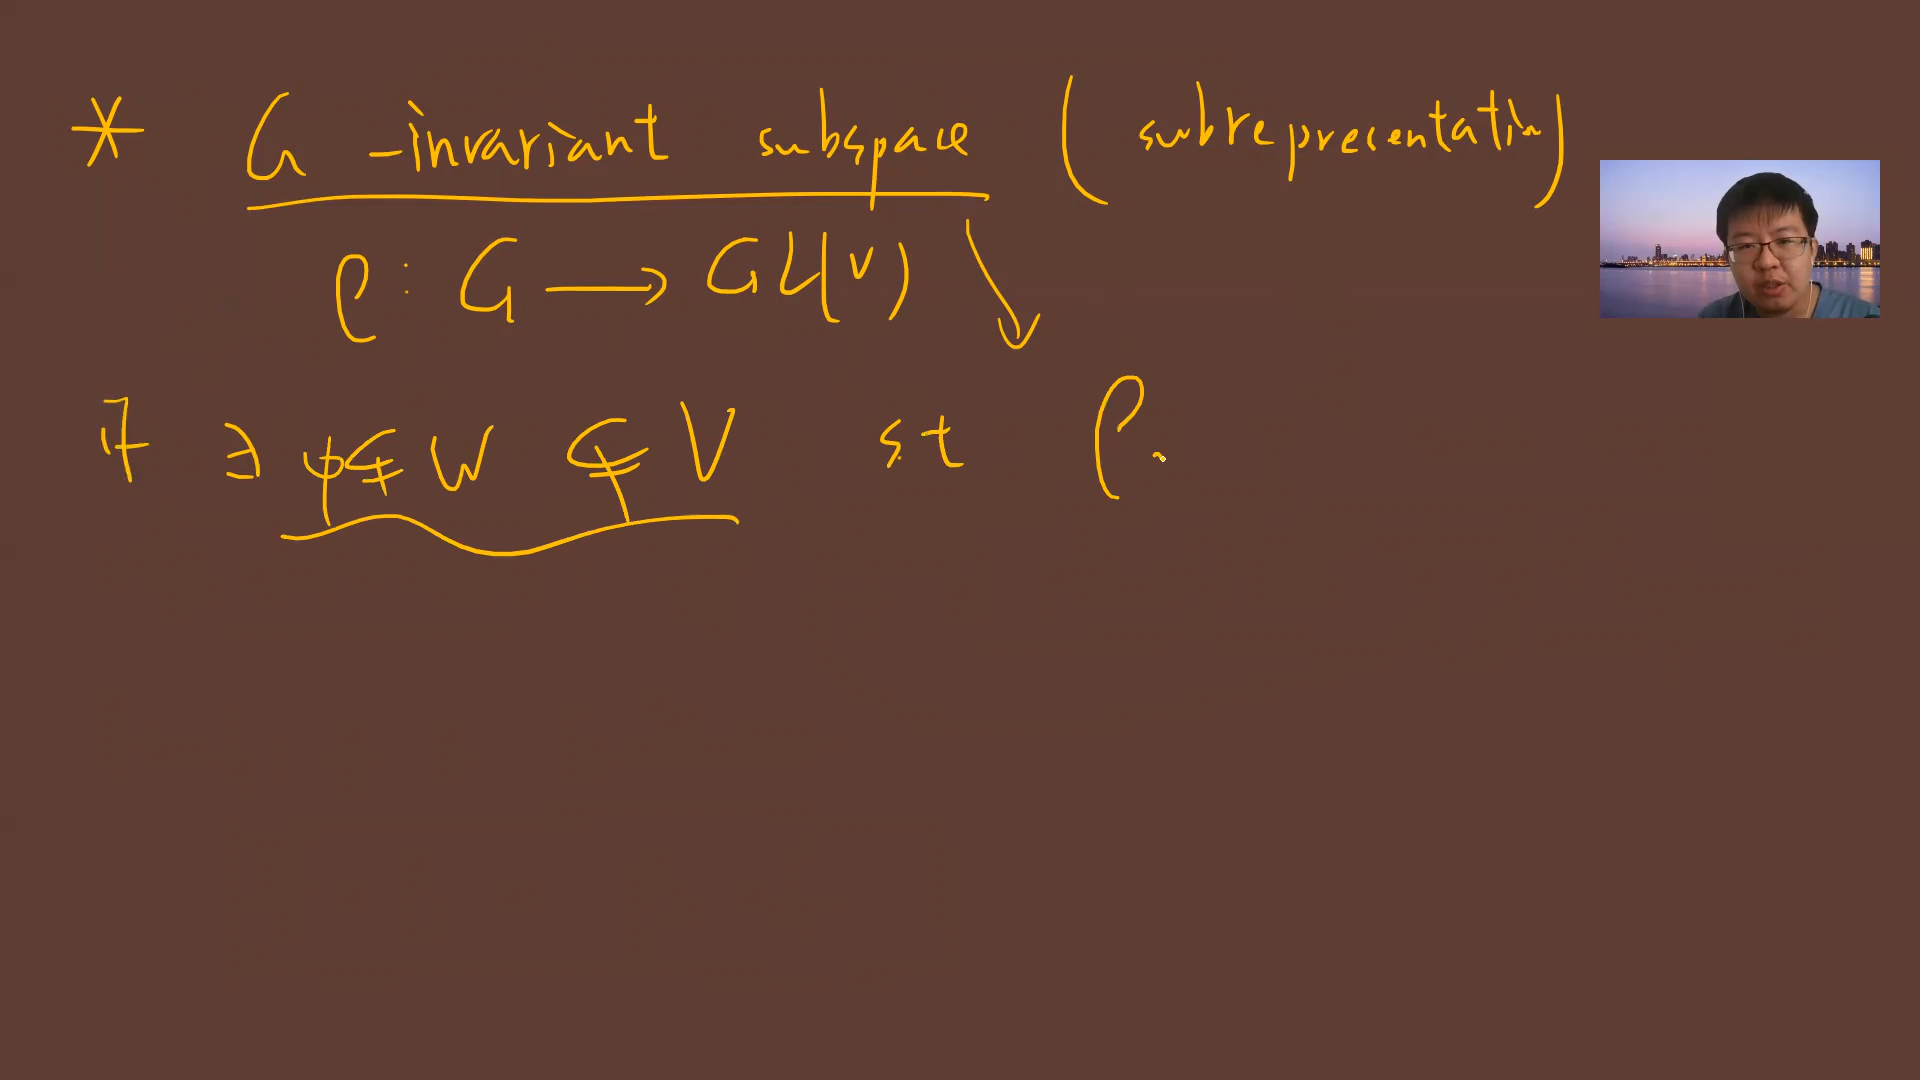 * G-invariant subspace (subrepresentation)
ρ: G → GL(V)
if ∃ φ ⊊ W ⊊ V s.t ρ